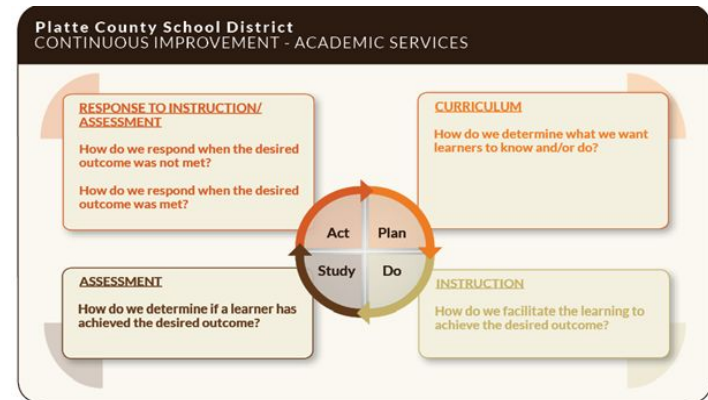 Platte County School District
CONTINUOUS IMPROVEMENT - ACADEMIC SERVICES
RESPONSE TO INSTRUCTION/
ASSESSMENT
How do we respond when the desired
outcome was not met?
How do we respond when the desired
outcome was met?
CURRICULUM
How do we determine what we want
learners to know and/or do?
Act
Plan
Study
Do
ASSESSMENT
How do we determine if a learner has
achieved the desired outcome?
INSTRUCTION
How do we facilitate the learning to
achieve the desired outcome?